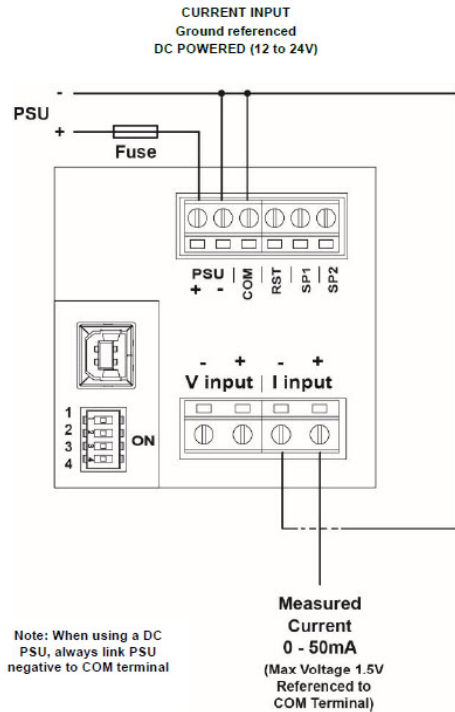 CURRENT INPUT
Ground referenced
DC POWERED (12 to 24V)
-
PSU
+
Fuse
PSU | COM | RST | SP1 | SP2
+ -
- + - +
V input | I input
1
2
3
4
ON
Measured
Current
0 - 50mA
(Max Voltage 1.5V
Referenced to
COM Terminal)
Note: When using a DC
PSU, always link PSU
negative to COM terminal